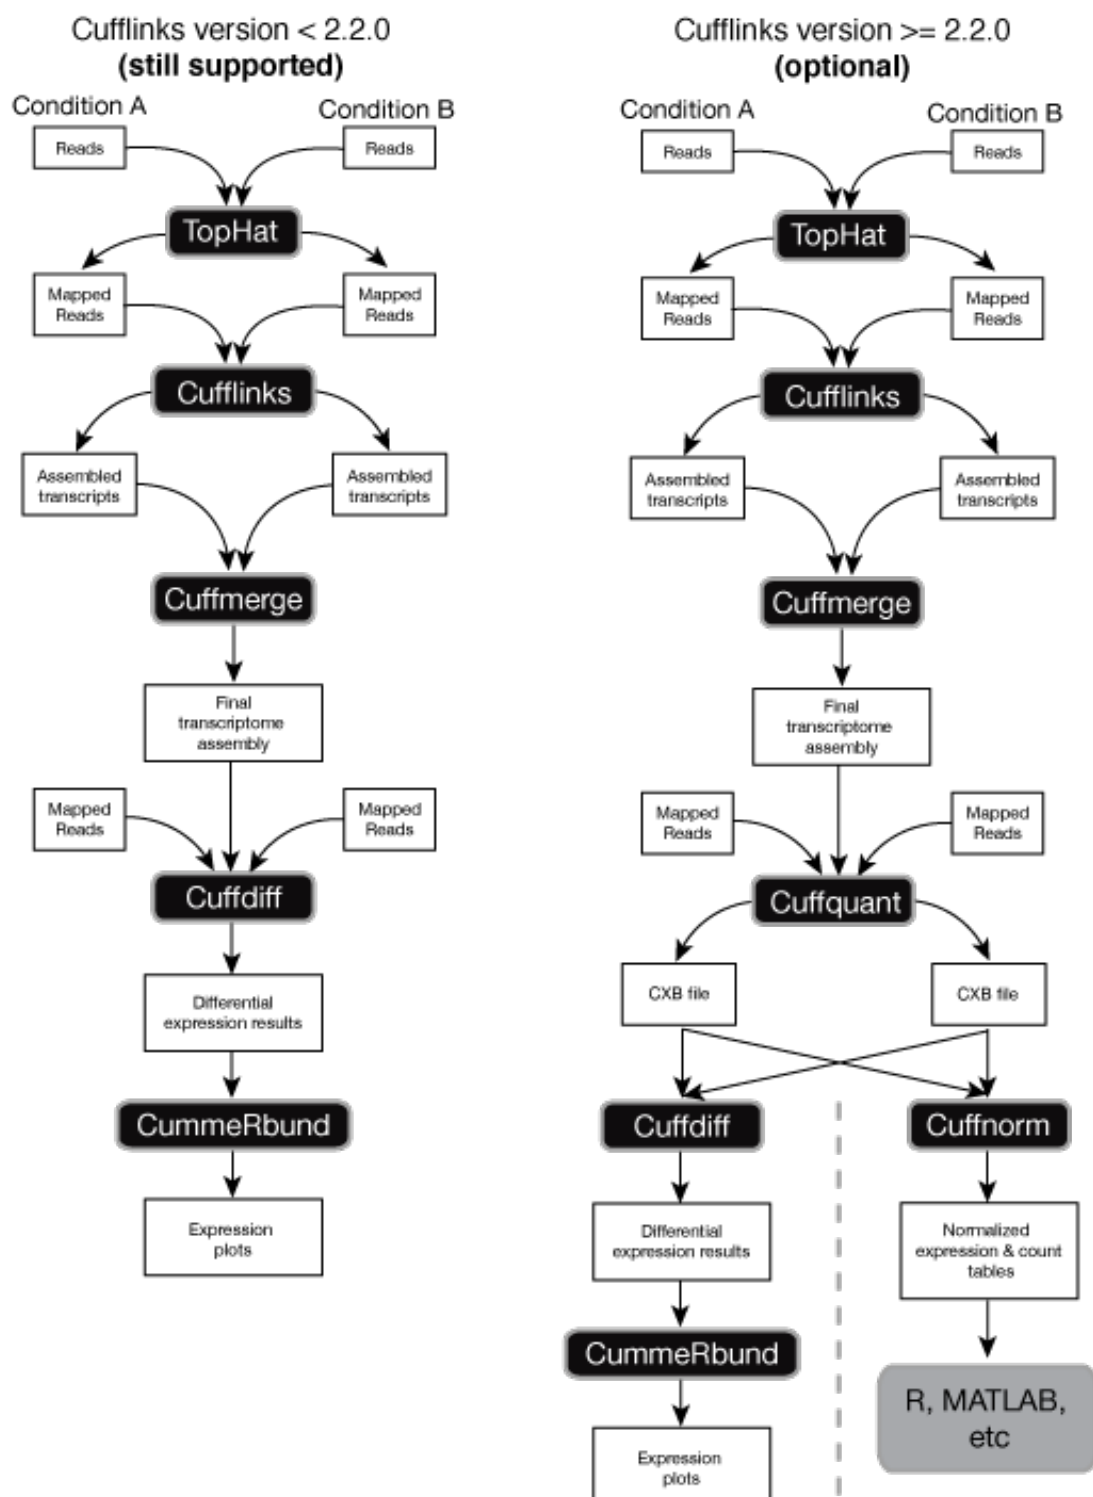 Cufflinks version < 2.2.0
(still supported)
Condition A
Condition B
Reads
Reads
TopHat
Mapped
Reads
Mapped
Reads
Cufflinks
Assembled
transcripts
Assembled
transcripts
Cuffmerge
Final
transcriptome
assembly
Mapped
Reads
Mapped
Reads
Cuffdiff
Differential
expression results
CummeRbund
Expression
plots
Cufflinks version >= 2.2.0
(optional)
Condition A
Condition B
Reads
Reads
TopHat
Mapped
Reads
Mapped
Reads
Cufflinks
Assembled
transcripts
Assembled
transcripts
Cuffmerge
Final
transcriptome
assembly
Mapped
Reads
Mapped
Reads
Cuffquant
CXB file
CXB file
Cuffdiff
Differential
expression results
CummeRbund
Expression
plots
Cuffnorm
Normalized
expression & count
tables
R, MATLAB,
etc